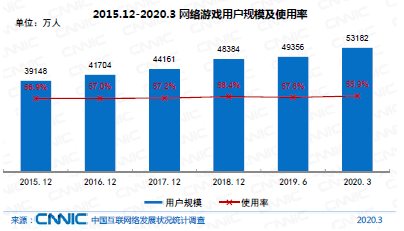 2015.12-2020.3 网络游戏用户规模及使用率
单位：万人
39148 41704 44161 48384 49356 53182
56.9% 57.0% 57.2% 58.4% 57.8% 58.9%
2015.12 2016.12 2017.12 2018.12 2019.6 2020.3
用户规模 使用率
来源：CNNIC 中国互联网络发展状况统计调查 2020.3